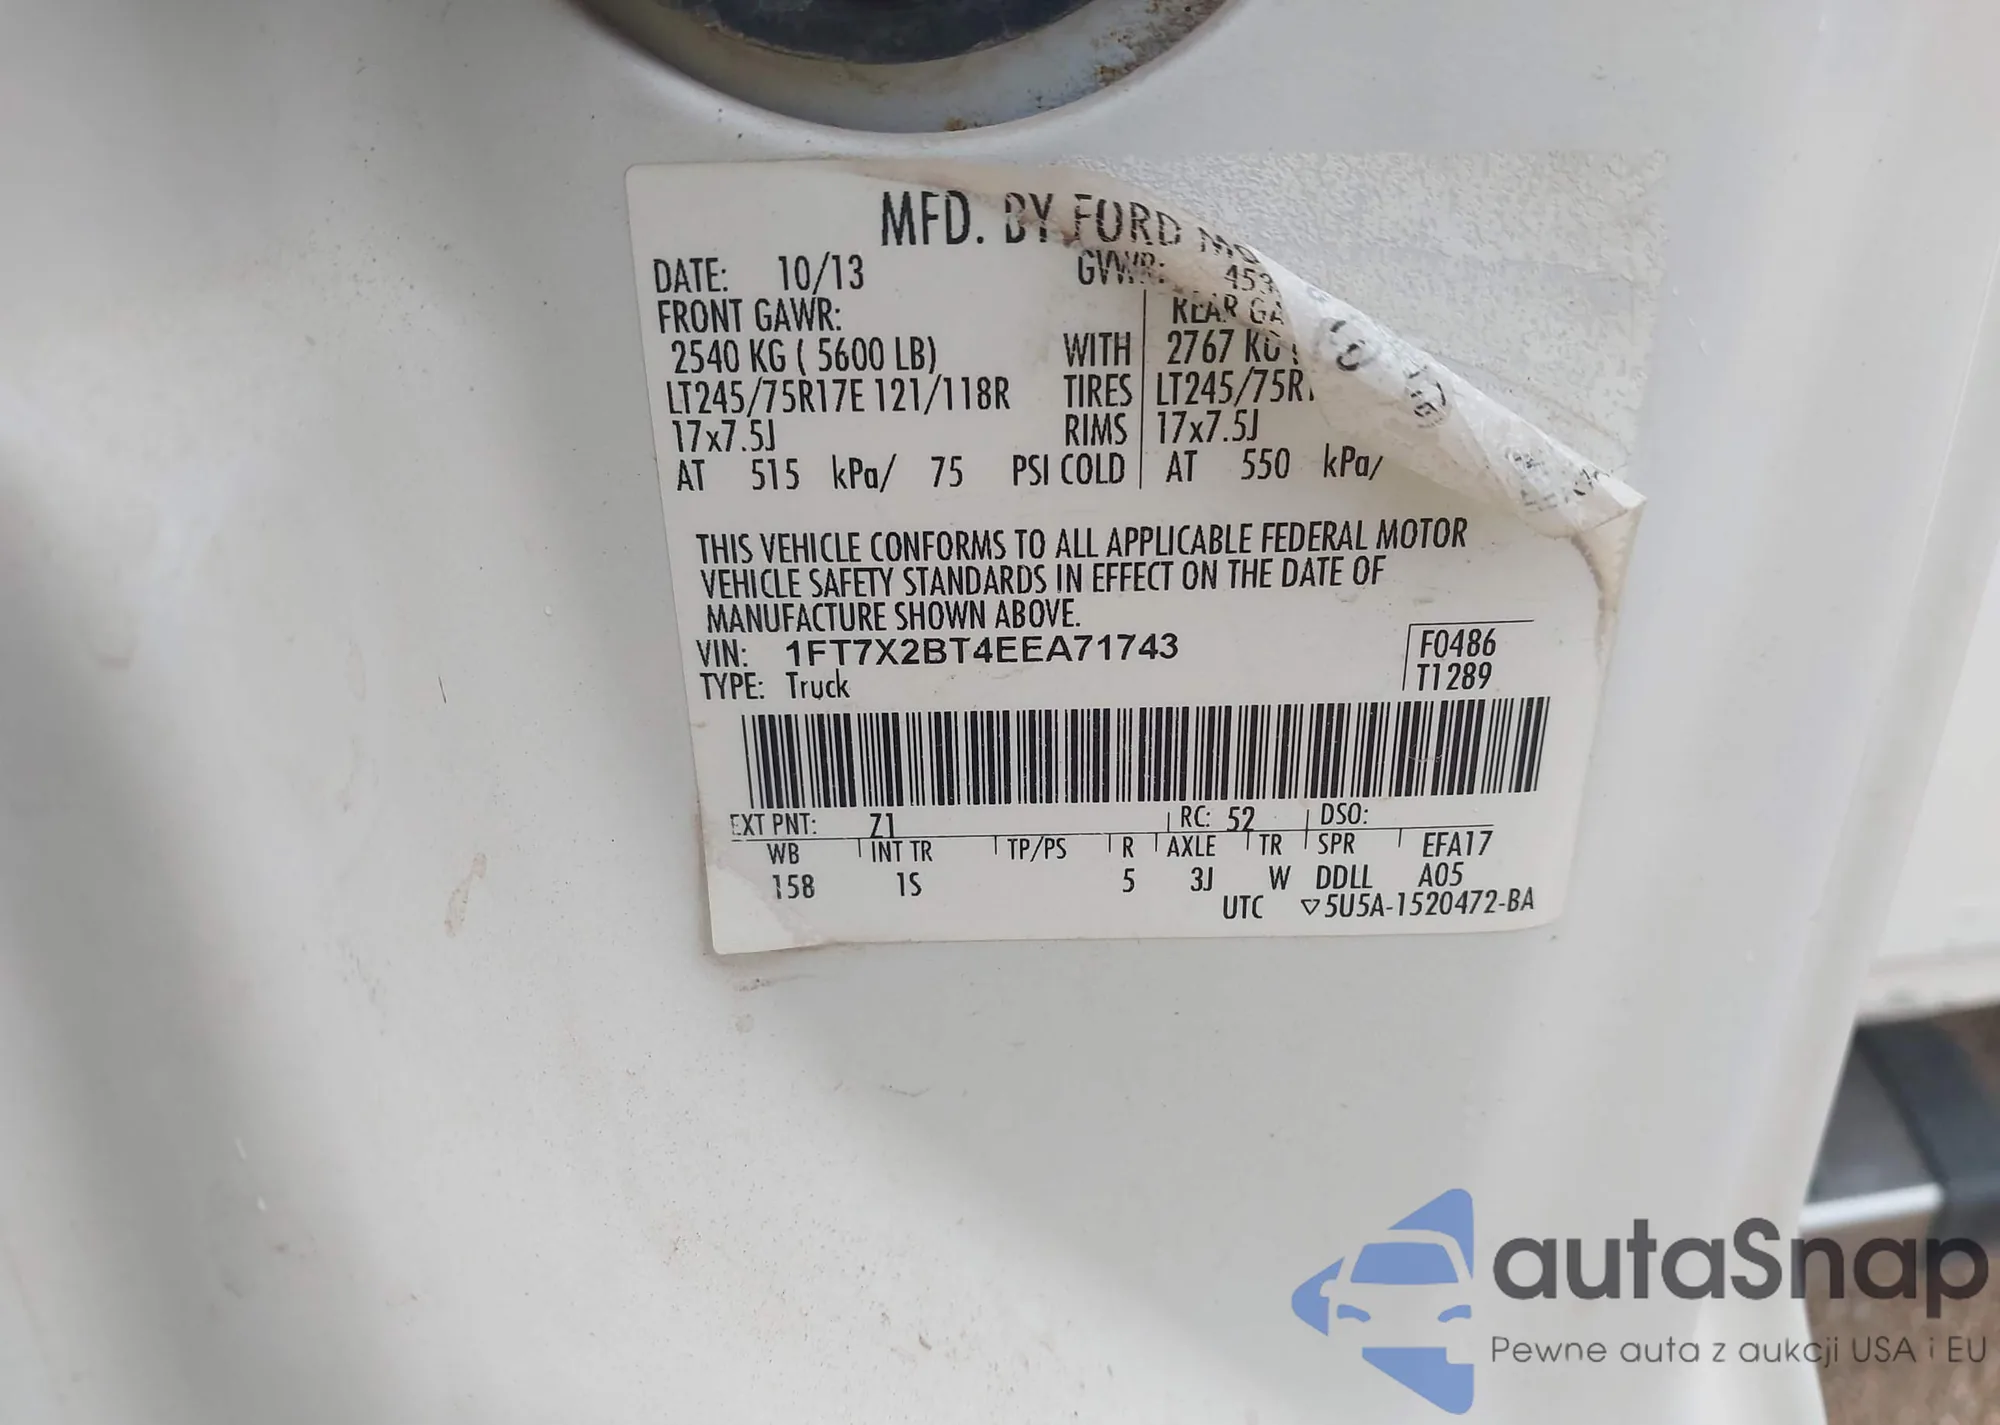 MFD. BY FORD
DATE: 10/13 GVWR:
FRONT GAWR: REAR
2540 KG ( 5600 LB) WITH 2767 KG (
LT245/75R17E 121/118R TIRES
17x7.5J RIMS 17x7.5J
AT 515 kPa/ 75 PSI COLD AT 550 kPa/
THIS VEHICLE CONFORMS TO ALL APPLICABLE FEDERAL MOTOR
VEHICLE SAFETY STANDARDS IN EFFECT ON THE DATE OF
MANUFACTURE SHOWN ABOVE.
VIN: 1FT7X2BT4EEA71743 F0486
TYPE: Truck T1289
EXT PNT: Z1 RC: 52 DSO:
WB INT TR TP/PS R AXLE TR SPR EFA17
158 1S 5 3J W DDLL A05
UTC ▽5U5A-1520472-BA
autaSnap
Pewne auta z aukcji USA i EU